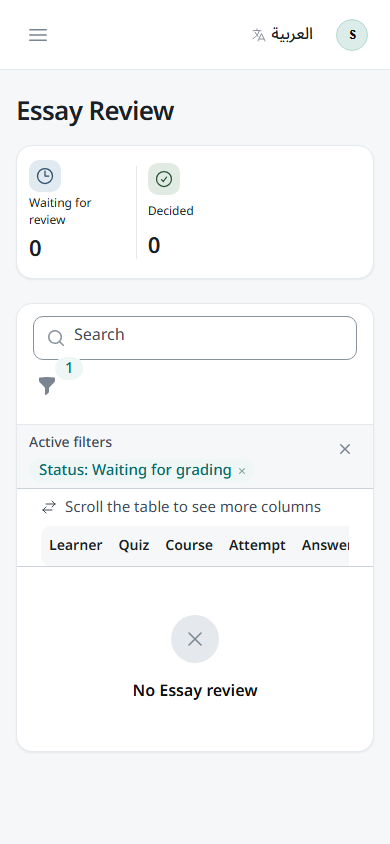 العربية
S
Essay Review
Waiting for
review
0
Decided
0
Search
1
Active filters
Status: Waiting for grading ×
Scroll the table to see more columns
Learner Quiz Course Attempt Answer
No Essay review